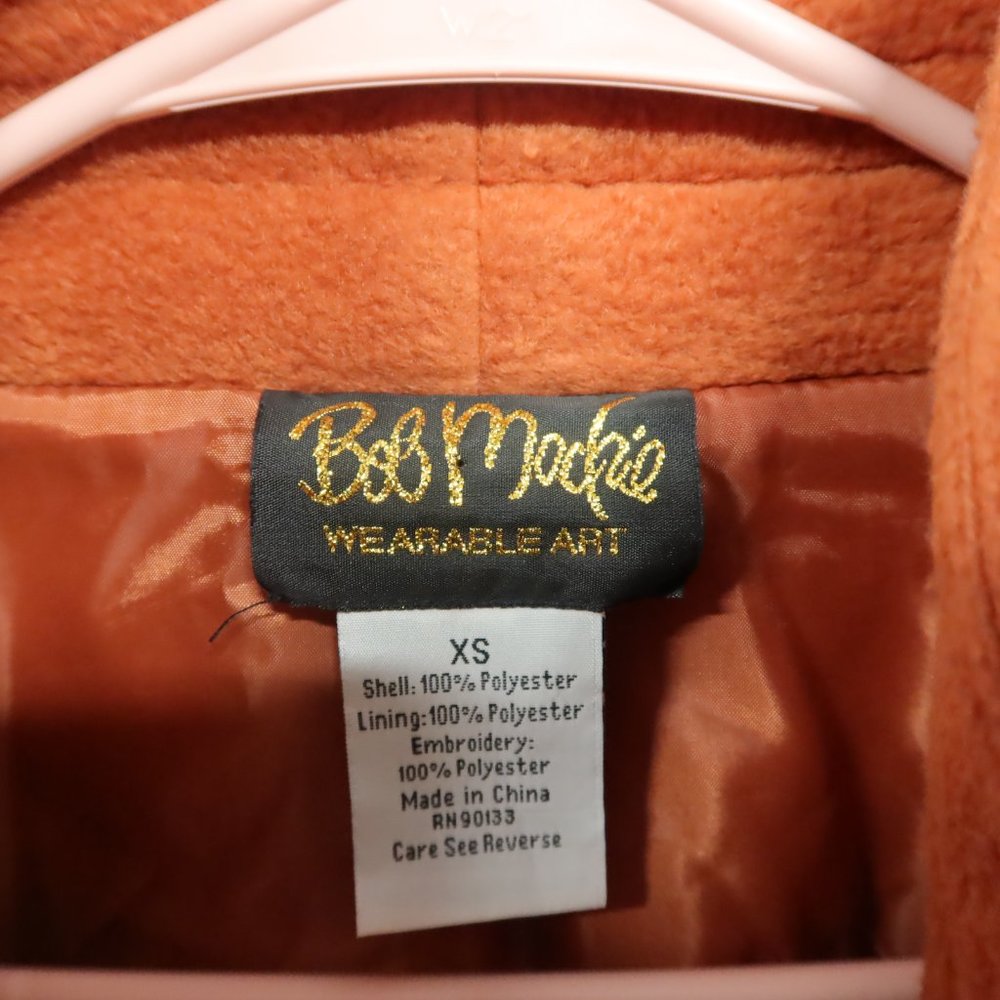 Bob Mackie
WEARABLE ART
XS
Shell: 100% Polyester
Lining:100% Polyester
Embroidery:
100% Polyester
Made in China
RN90133
Care See Reverse